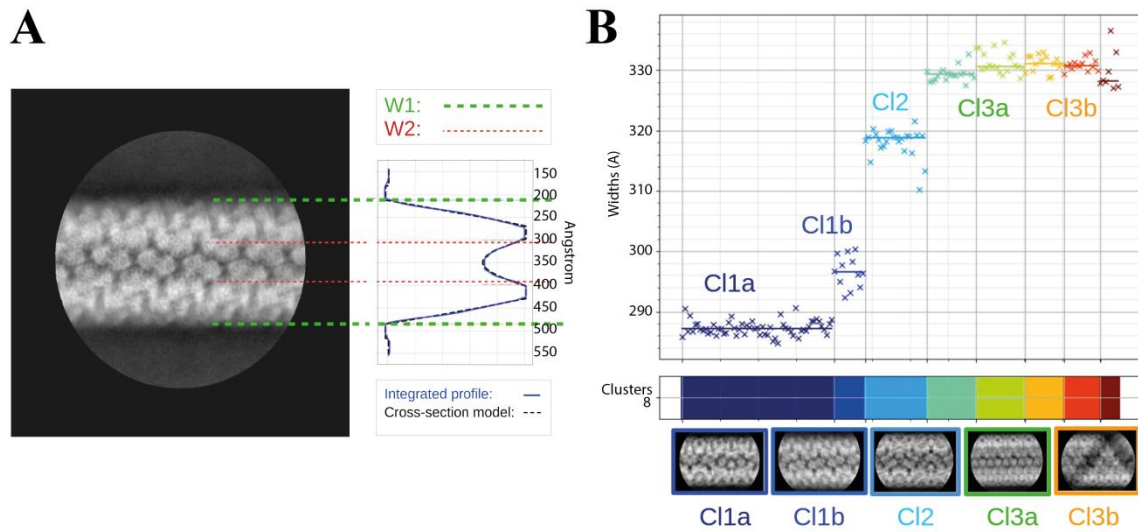 A
W1:
W2:
150
200
250
300
350
400
450
500
550
Angstrom
Integrated profile:
Cross-section model:
B
330
320
310
300
290
Widths (A)
Cl1a
Cl1b
Cl2
Cl3a
Cl3b
Clusters
8
Cl1a
Cl1b
Cl2
Cl3a
Cl3b